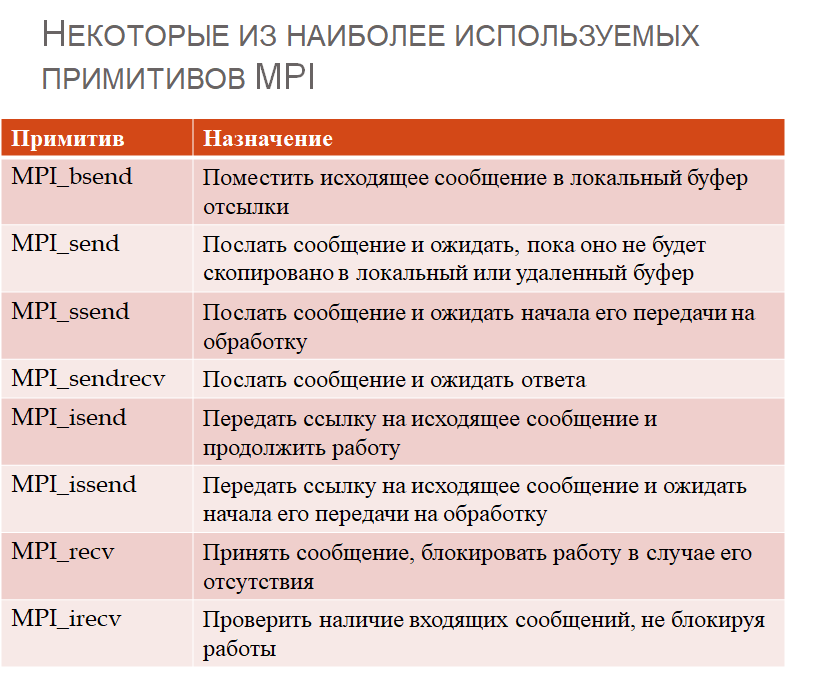 Некоторые из наиболее используемых
примитивов MPI
Примитив Назначение
MPI_bsend Поместить исходящее сообщение в локальный буфер
отсылки
MPI_send Послать сообщение и ожидать, пока оно не будет
скопировано в локальный или удаленный буфер
MPI_ssend Послать сообщение и ожидать начала его передачи на
обработку
MPI_sendrecv Послать сообщение и ожидать ответа
MPI_isend Передать ссылку на исходящее сообщение и
продолжить работу
MPI_issend Передать ссылку на исходящее сообщение и ожидать
начала его передачи на обработку
MPI_recv Принять сообщение, блокировать работу в случае его
отсутствия
MPI_irecv Проверить наличие входящих сообщений, не блокируя
работы